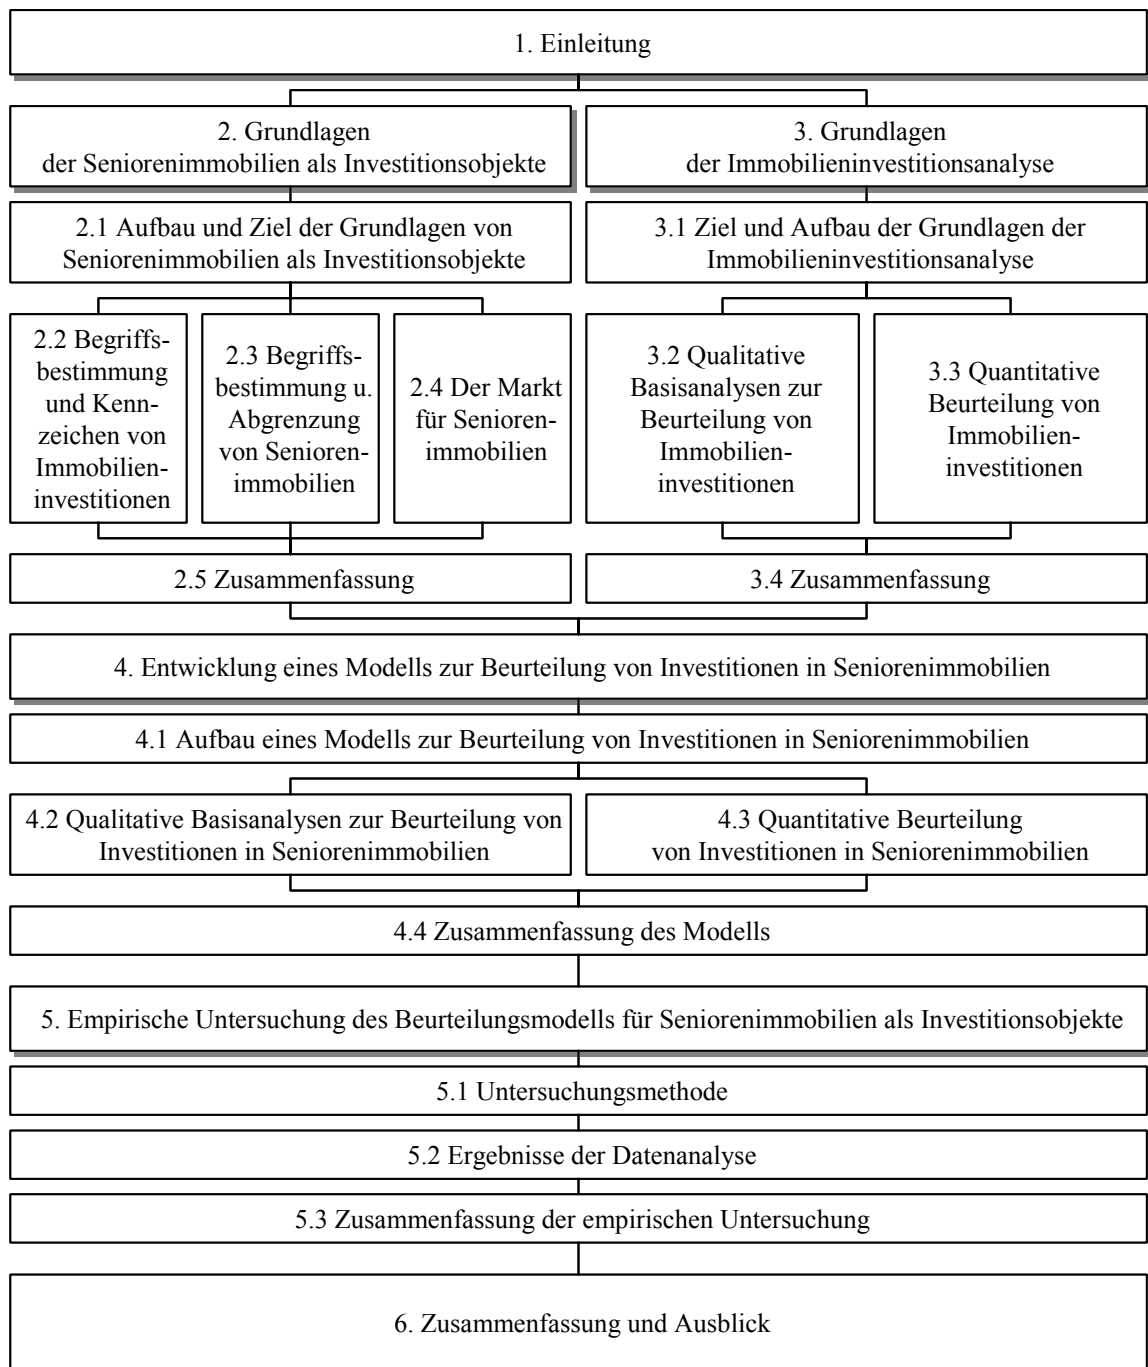 1. Einleitung
2. Grundlagen
der Seniorenimmobilien als Investitionsobjekte
3. Grundlagen
der Immobilieninvestitionsanalyse
2.1 Aufbau und Ziel der Grundlagen von
Seniorenimmobilien als Investitionsobjekte
3.1 Ziel und Aufbau der Grundlagen der
Immobilieninvestitionsanalyse
2.2 Begriffs-
bestimmung
und Kenn-
zeichen von
Immobilien-
investitionen
2.3 Begriffs-
bestimmung u.
Abgrenzung
von Senioren-
immobilien
2.4 Der Markt
für Senioren-
immobilien
3.2 Qualitative
Basisanalysen zur
Beurteilung von
Immobilien-
investitionen
3.3 Quantitative
Beurteilung von
Immobilien-
investitionen
2.5 Zusammenfassung
3.4 Zusammenfassung
4. Entwicklung eines Modells zur Beurteilung von Investitionen in Seniorenimmobilien
4.1 Aufbau eines Modells zur Beurteilung von Investitionen in Seniorenimmobilien
4.2 Qualitative Basisanalysen zur Beurteilung von
Investitionen in Seniorenimmobilien
4.3 Quantitative Beurteilung
von Investitionen in Seniorenimmobilien
4.4 Zusammenfassung des Modells
5. Empirische Untersuchung des Beurteilungsmodells für Seniorenimmobilien als Investitionsobjekte
5.1 Untersuchungsmethode
5.2 Ergebnisse der Datenanalyse
5.3 Zusammenfassung der empirischen Untersuchung
6. Zusammenfassung und Ausblick